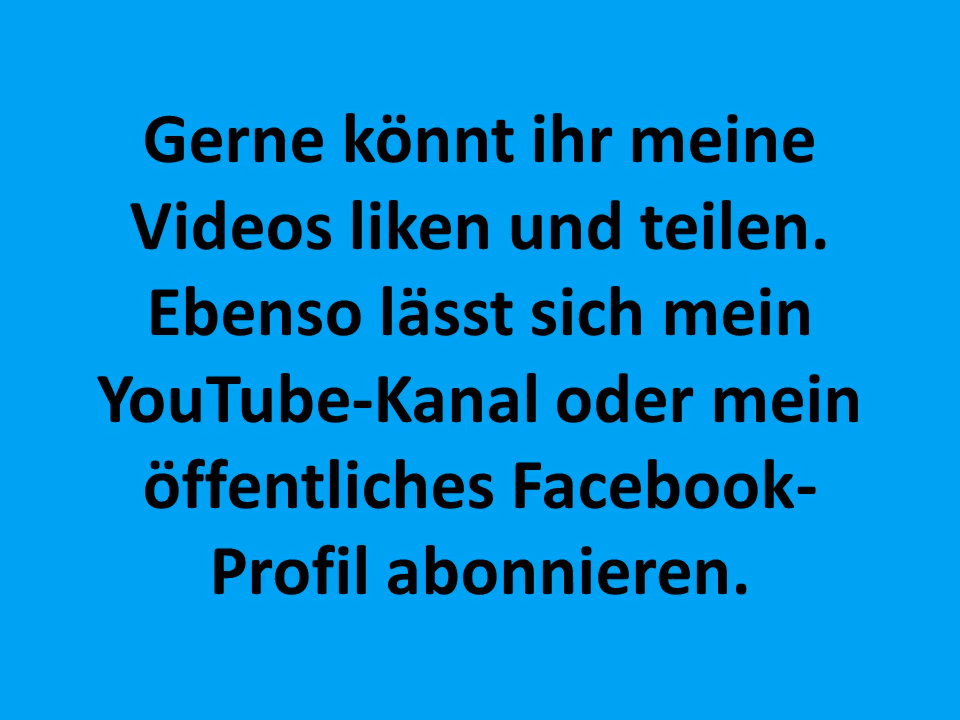 Gerne könnt ihr meine
Videos liken und teilen.
Ebenso lässt sich mein
YouTube-Kanal oder mein
öffentliches Facebook-
Profil abonnieren.